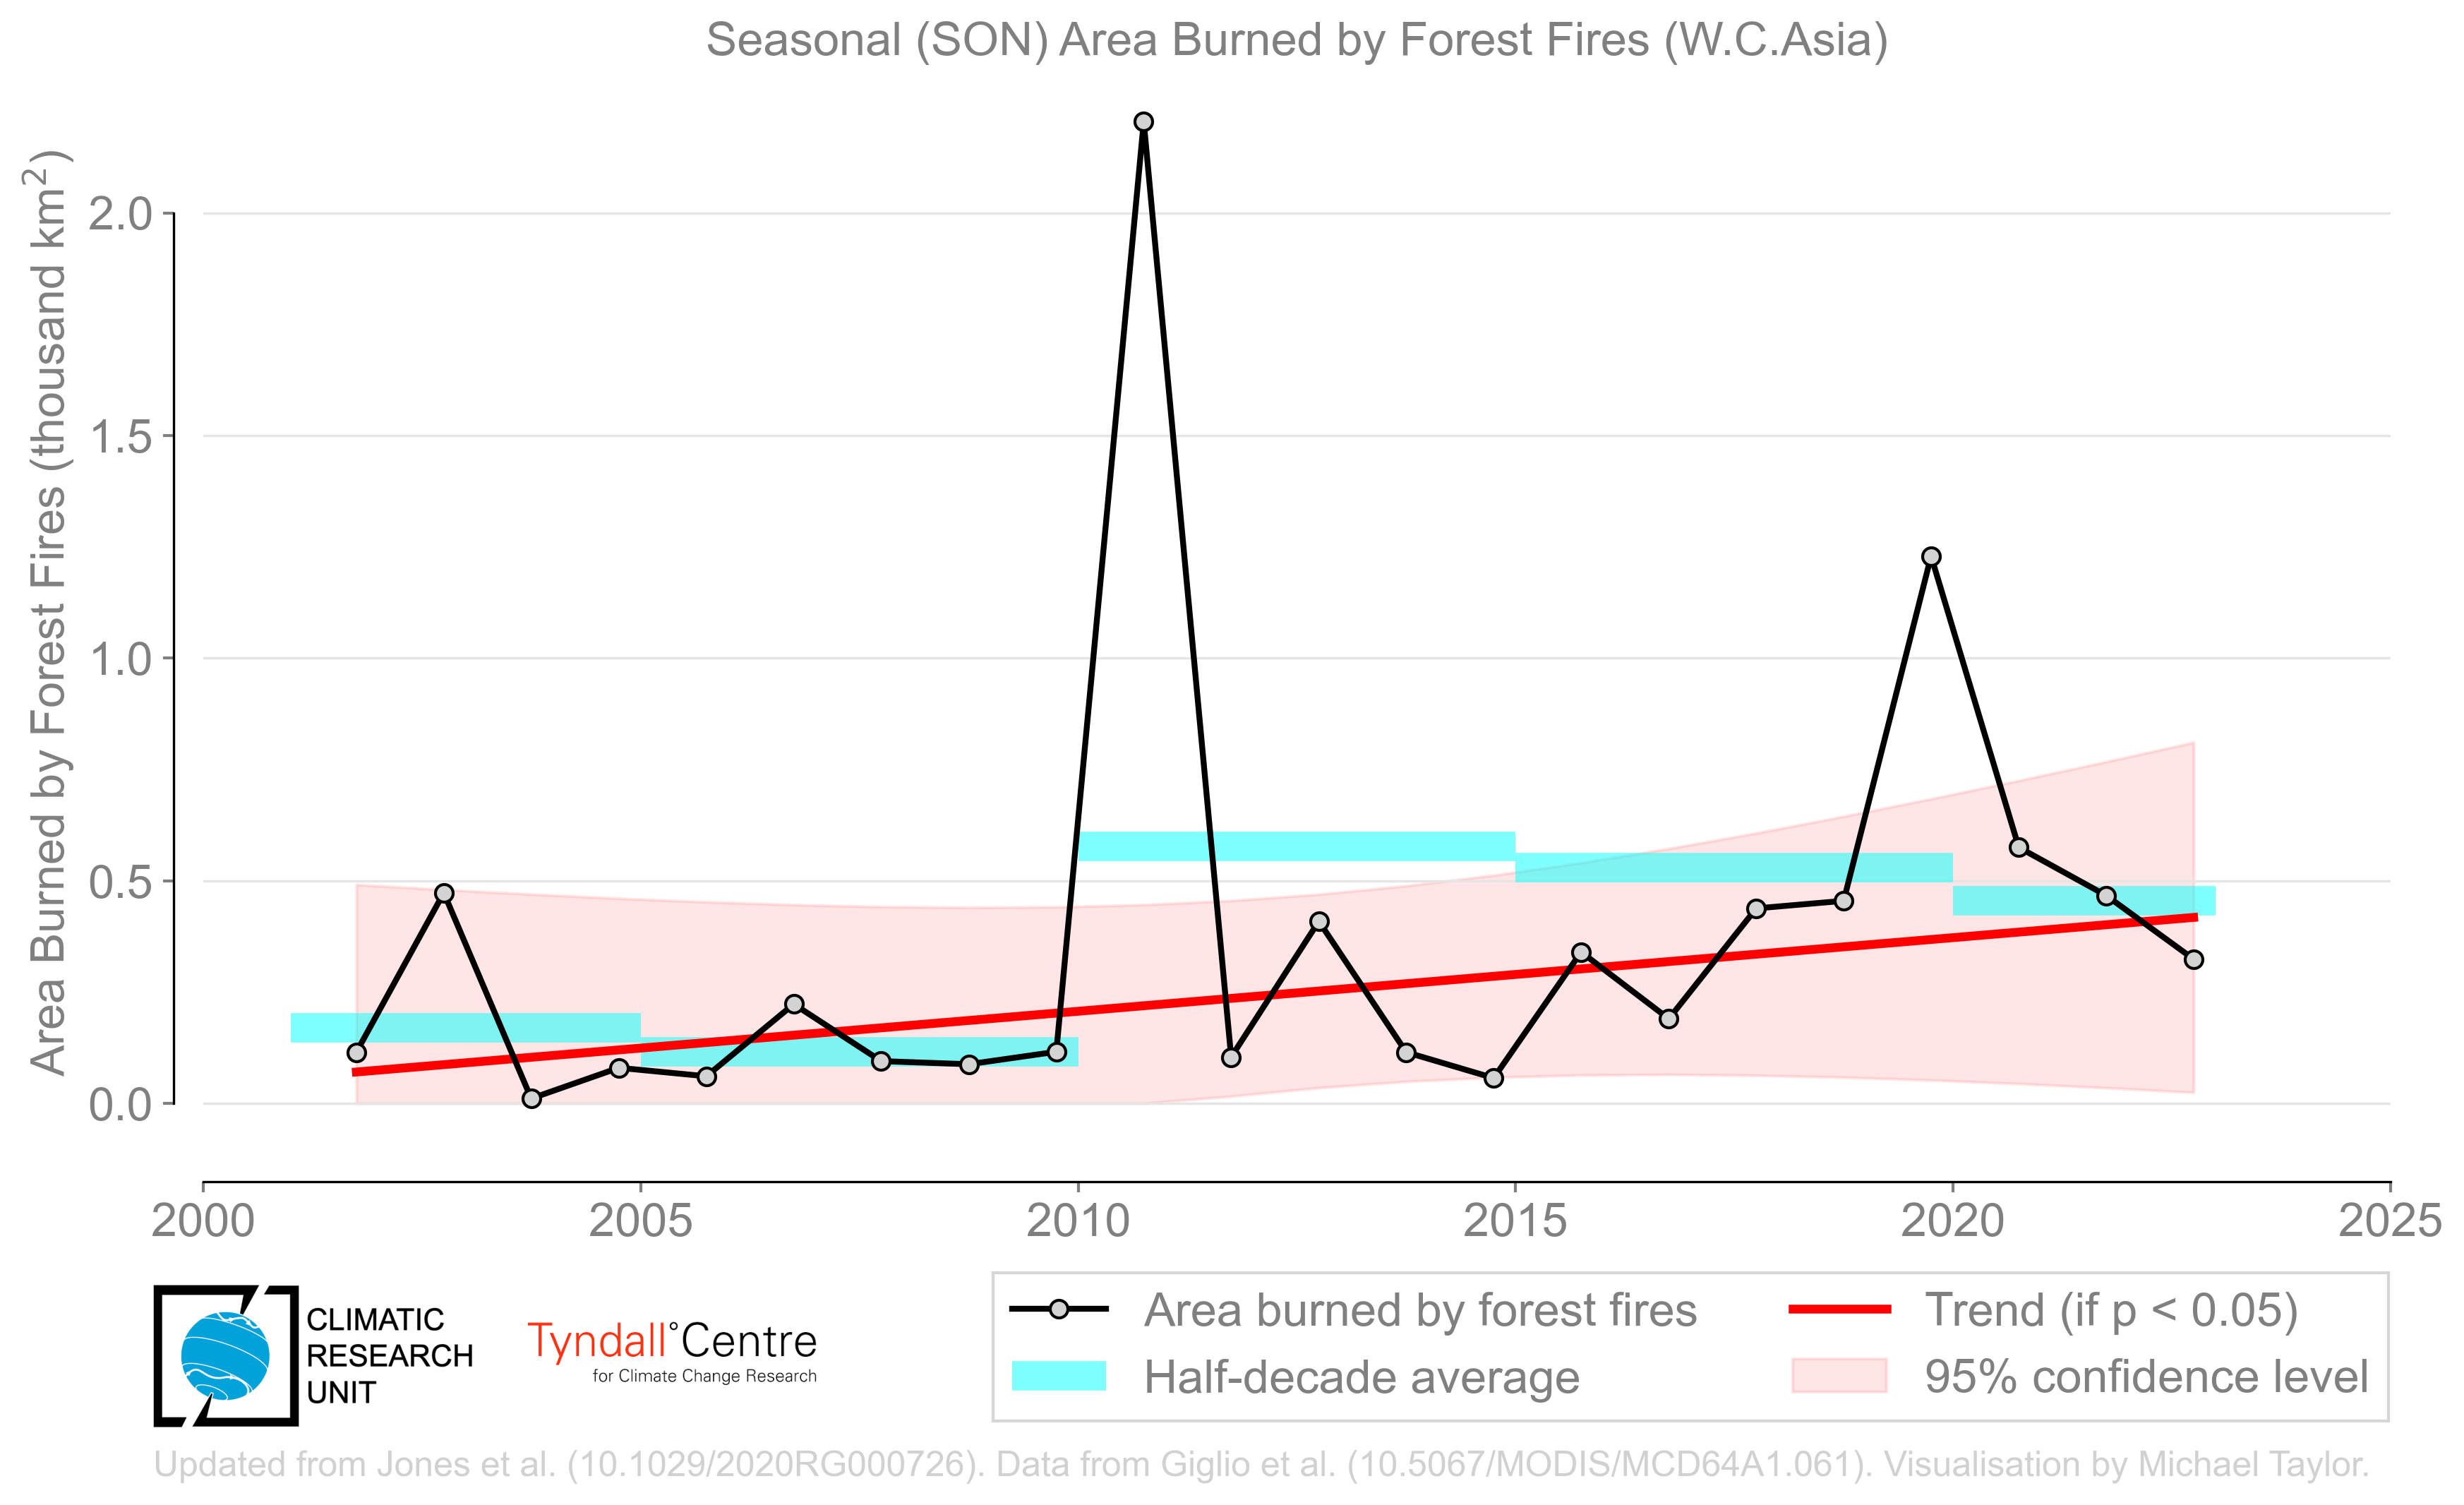 Seasonal (SON) Area Burned by Forest Fires (W.C.Asia)
Area Burned by Forest Fires (thousand km²)
2.0
1.5
1.0
0.5
0.0
2000 2005 2010 2015 2020 2025
CLIMATIC
RESEARCH
UNIT
Tyndall°Centre
for Climate Change Research
Area burned by forest fires
Half-decade average
Trend (if p < 0.05)
95% confidence level
Updated from Jones et al. (10.1029/2020RG000726). Data from Giglio et al. (10.5067/MODIS/MCD64A1.061). Visualisation by Michael Taylor.